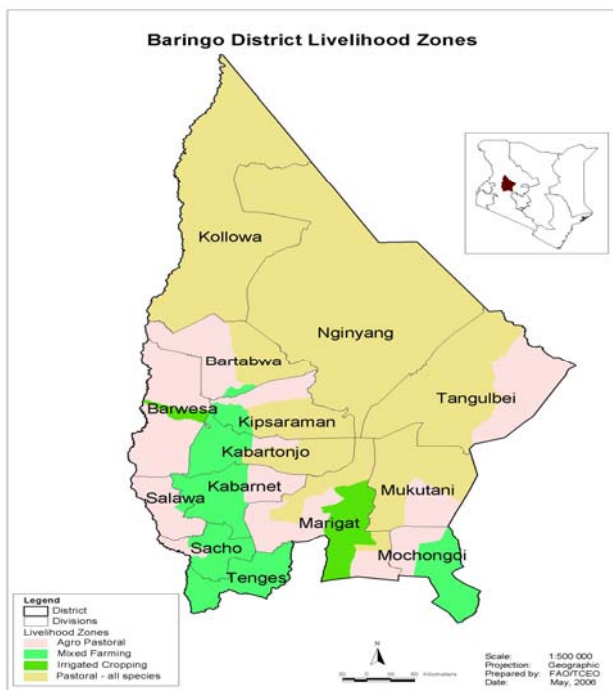 Baringo District Livelihood Zones
Kollowa
Nginyang
Bartabwa
Tangulbei
Barwesa
Kipsaraman
Kabartonjo
Kabarnet
Mukutani
Salawa
Marigat
Sacho
Mochongoi
Tenges
Legend
District
Divisions
Livelihood Zones
Agro Pastoral
Mixed Farming
Irrigated Cropping
Pastoral - all species
N
0
Kilometers
Scale: 1:500 000
Projection: Geographic
Prepared by: FAO/TCEO
Date: May, 2006